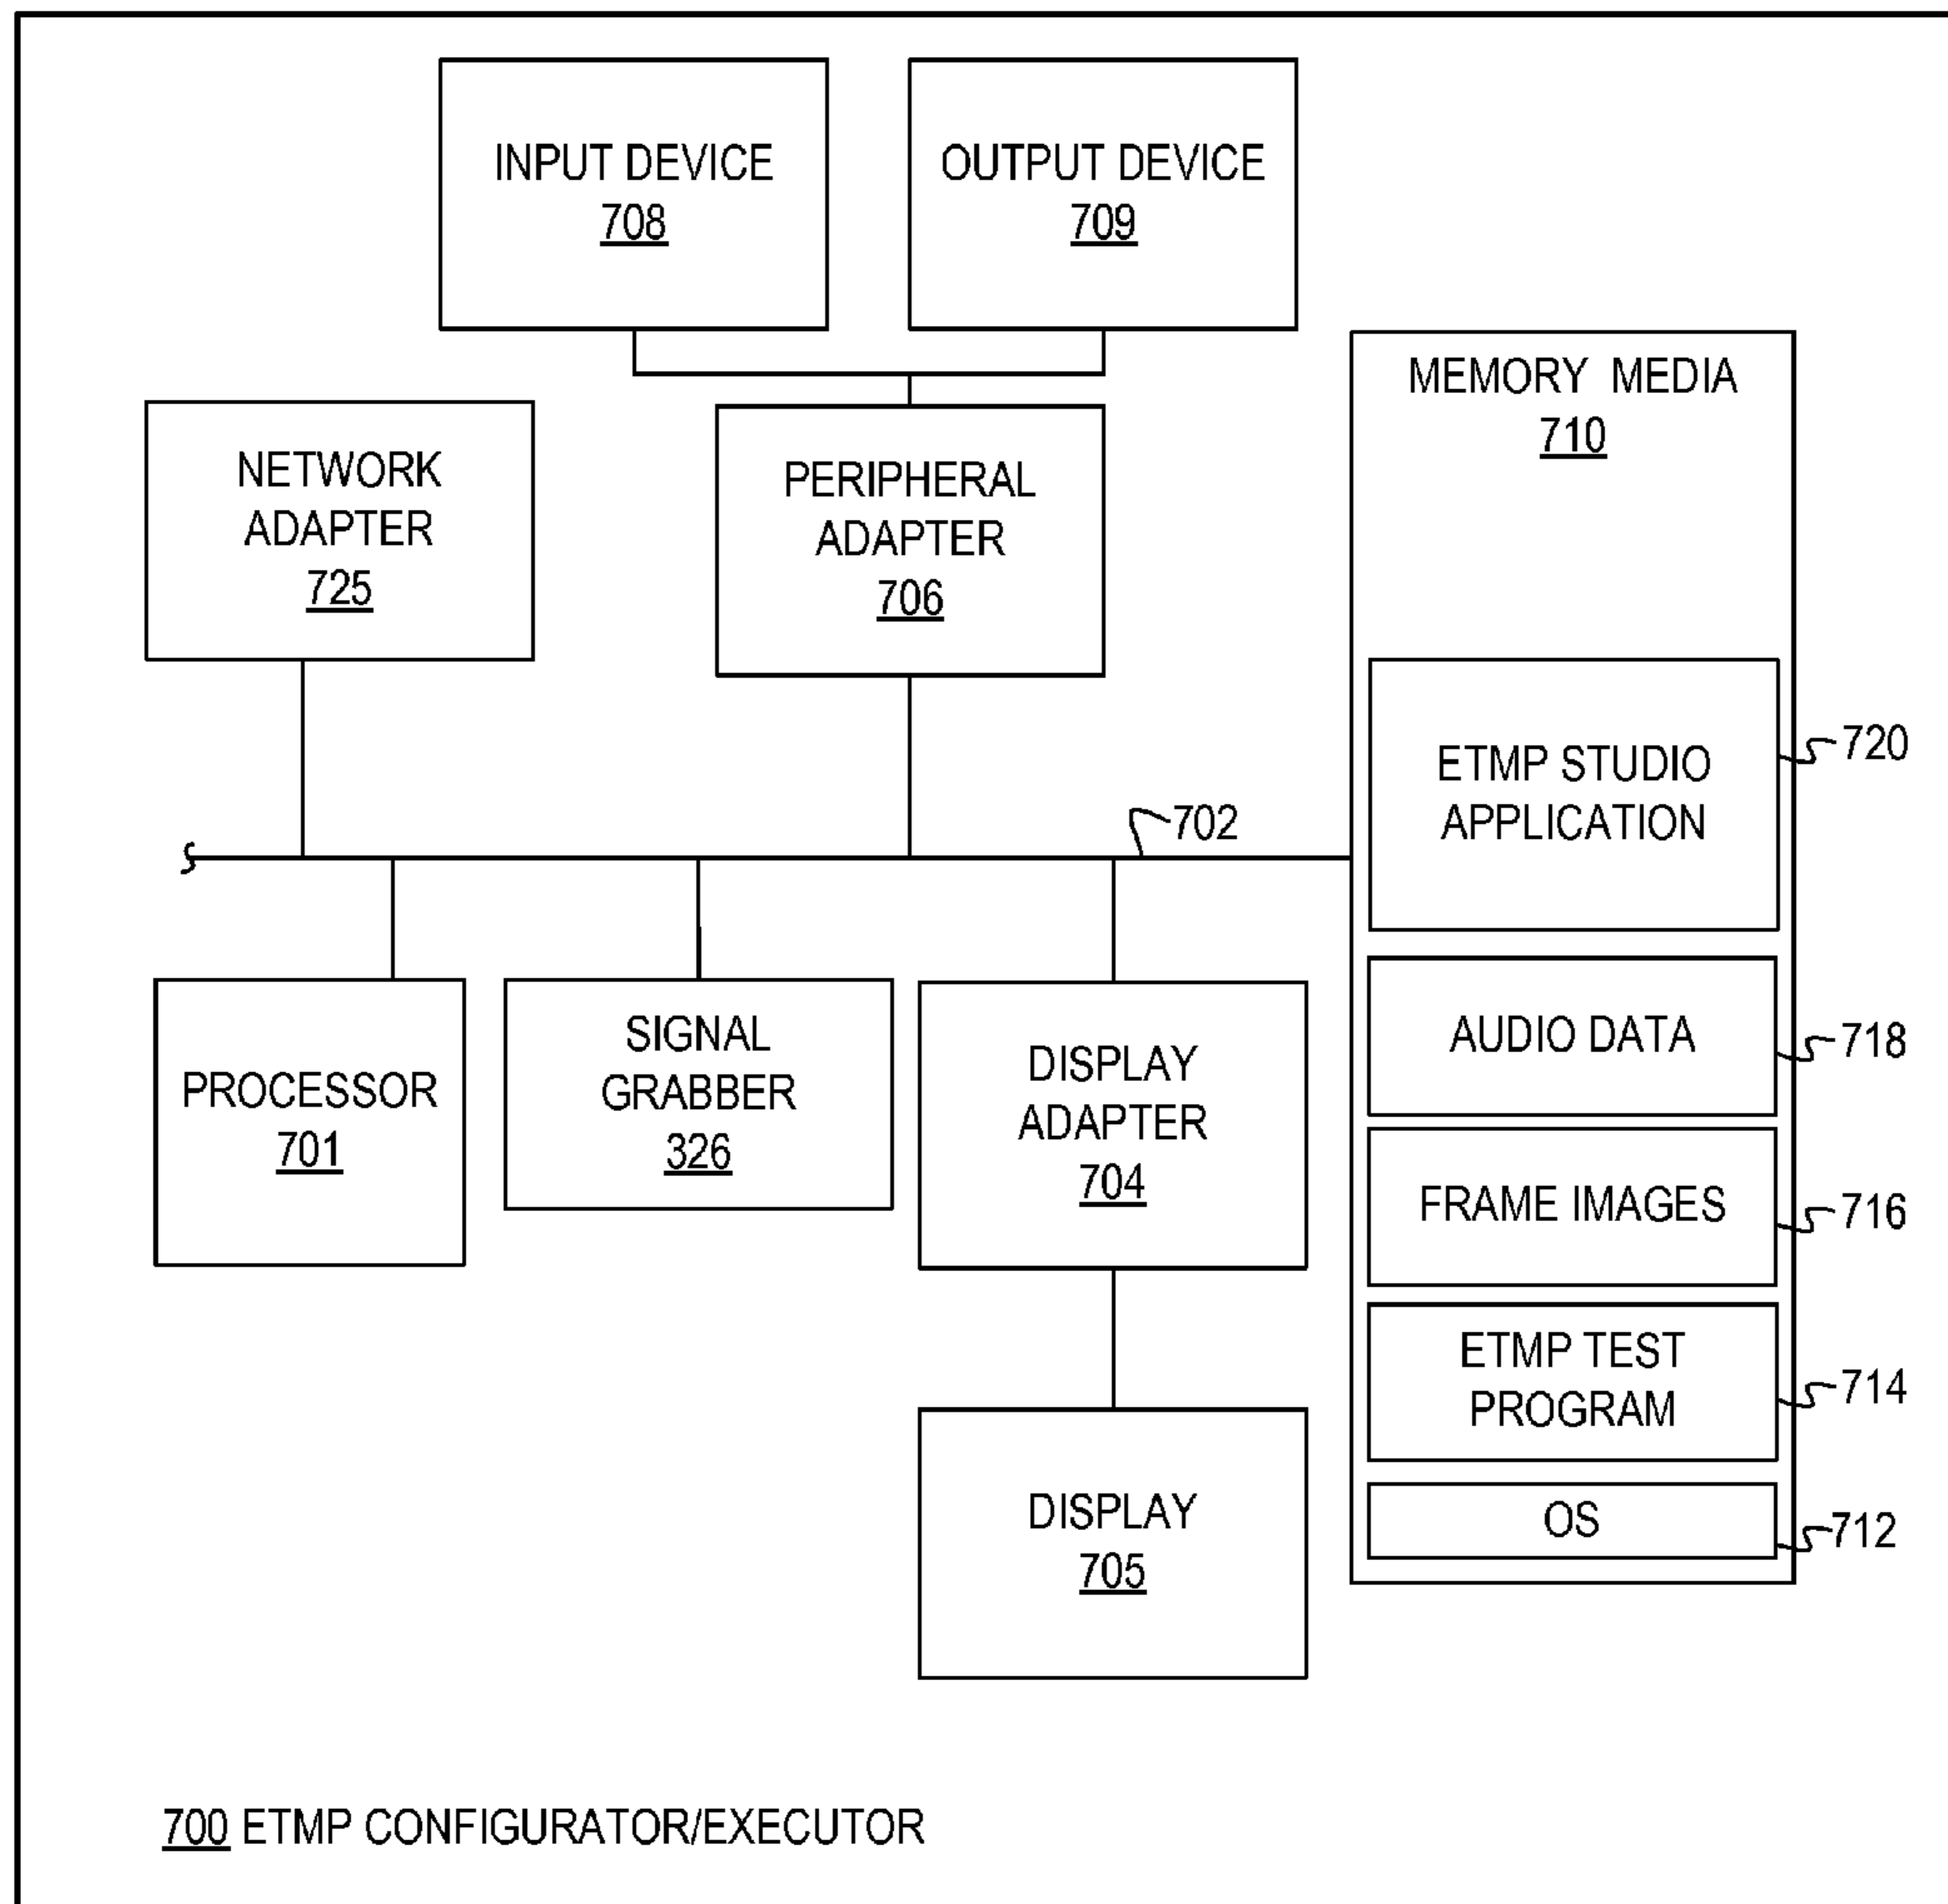 INPUT DEVICE
708
OUTPUT DEVICE
709
MEMORY MEDIA
710
NETWORK
ADAPTER
725
PERIPHERAL
ADAPTER
706
ETMP STUDIO
APPLICATION
720
702
PROCESSOR
701
SIGNAL
GRABBER
326
DISPLAY
ADAPTER
704
AUDIO DATA
718
FRAME IMAGES
716
ETMP TEST
PROGRAM
714
DISPLAY
705
OS
712
700 ETMP CONFIGURATOR/EXECUTOR